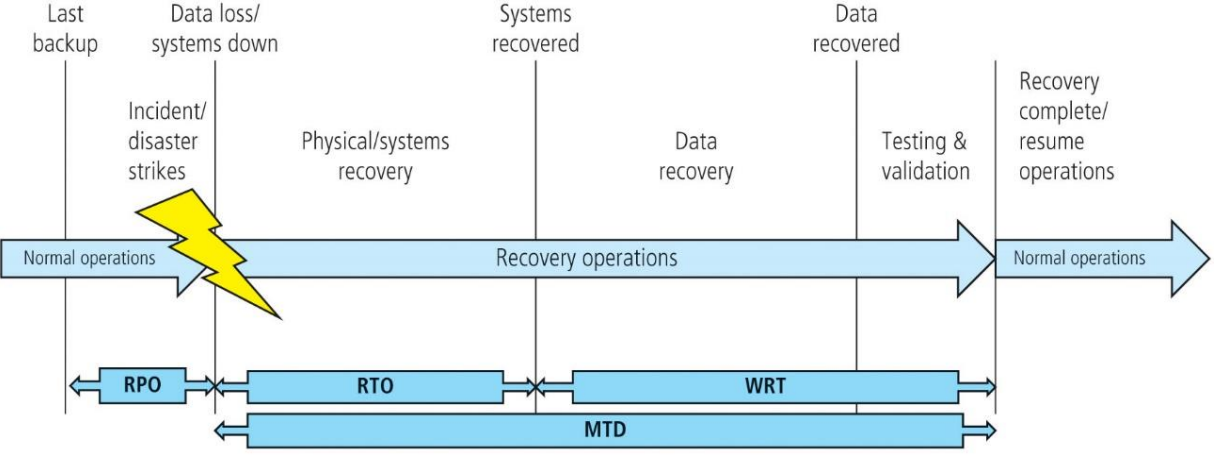 Last
backup
Data loss/
systems down
Systems
recovered
Data
recovered
Incident/
disaster
strikes
Physical/systems
recovery
Data
recovery
Testing &
validation
Recovery
complete/
resume
operations
Normal operations
Recovery operations
Normal operations
RPO
RTO
WRT
MTD